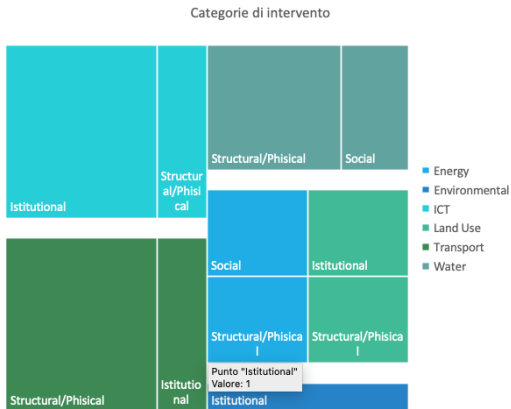 Categorie di intervento
Istitutional
Structur
al/Phisi
cal
Structural/Phisical
Social
Social
Istitutional
Structural/Phisica
l
Structural/Phisica
l
Structural/Phisical
Istitutio
nal
Punto "Istitutional"
Valore: 1
Istitutional
Energy
Environmental
ICT
Land Use
Transport
Water